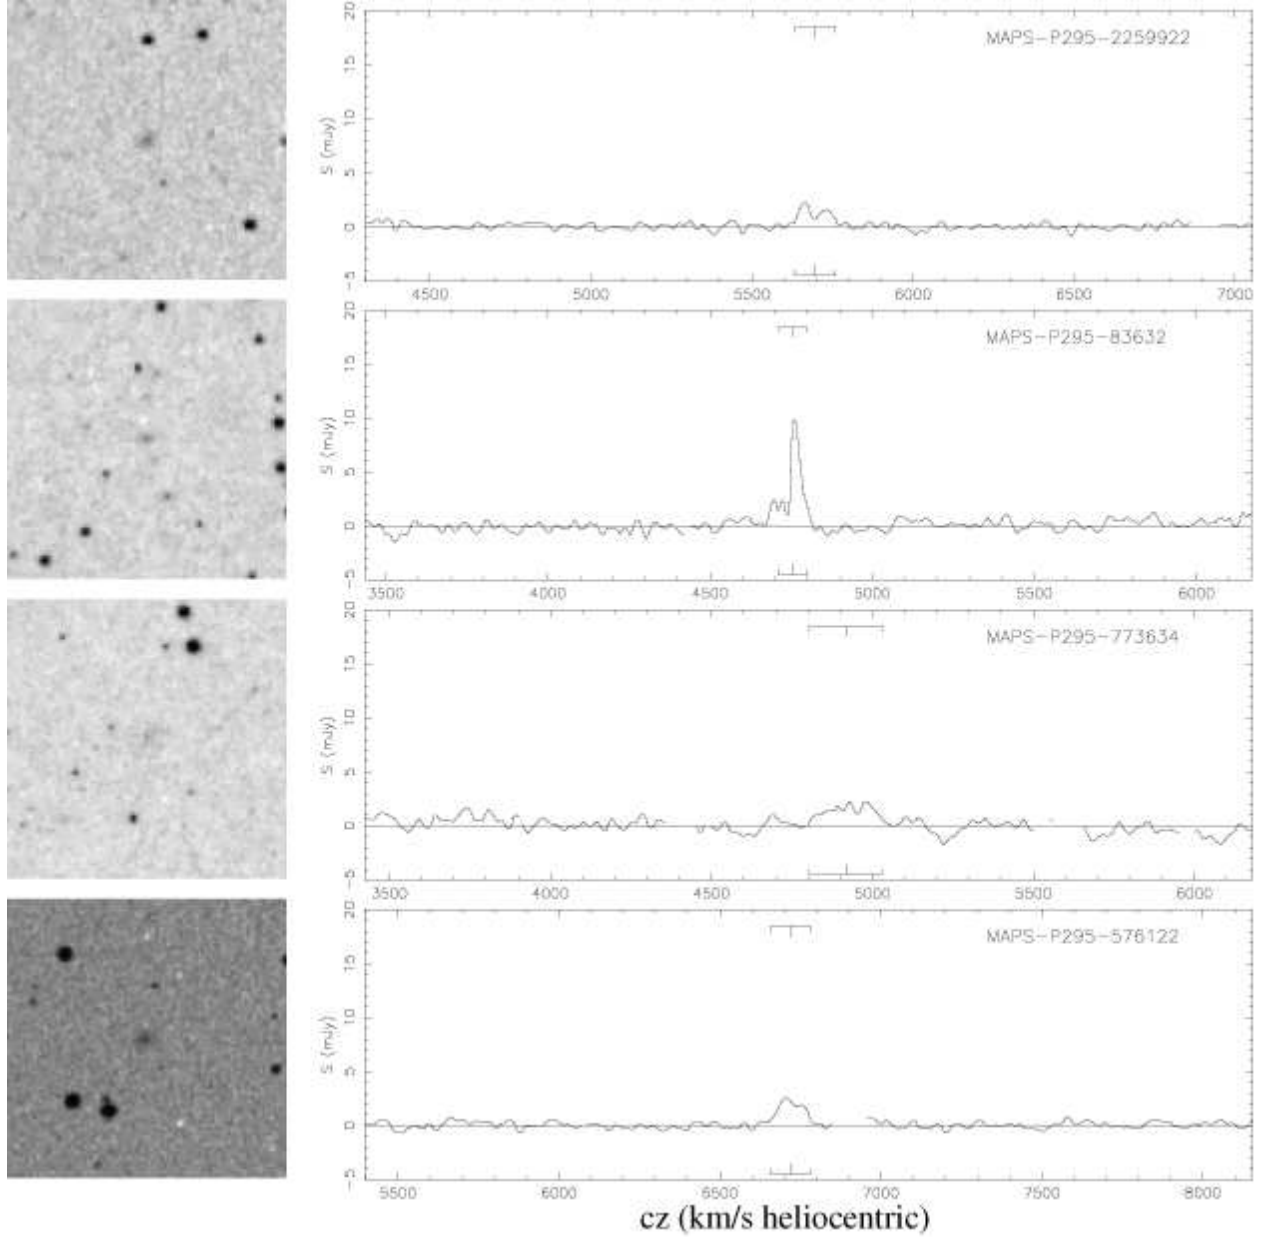 20
15
10
5
0
-5
S (mJy)
MAPS-P295-2259922
4500 5000 5500 6000 6500 7000
20
15
10
5
0
-5
S (mJy)
MAPS-P295-83632
3500 4000 4500 5000 5500 6000
20
15
10
5
0
-5
S (mJy)
MAPS-P295-773634
3500 4000 4500 5000 5500 6000
20
15
10
5
0
-5
S (mJy)
MAPS-P295-576122
5500 6000 6500 7000 7500 8000
cz (km/s heliocentric)